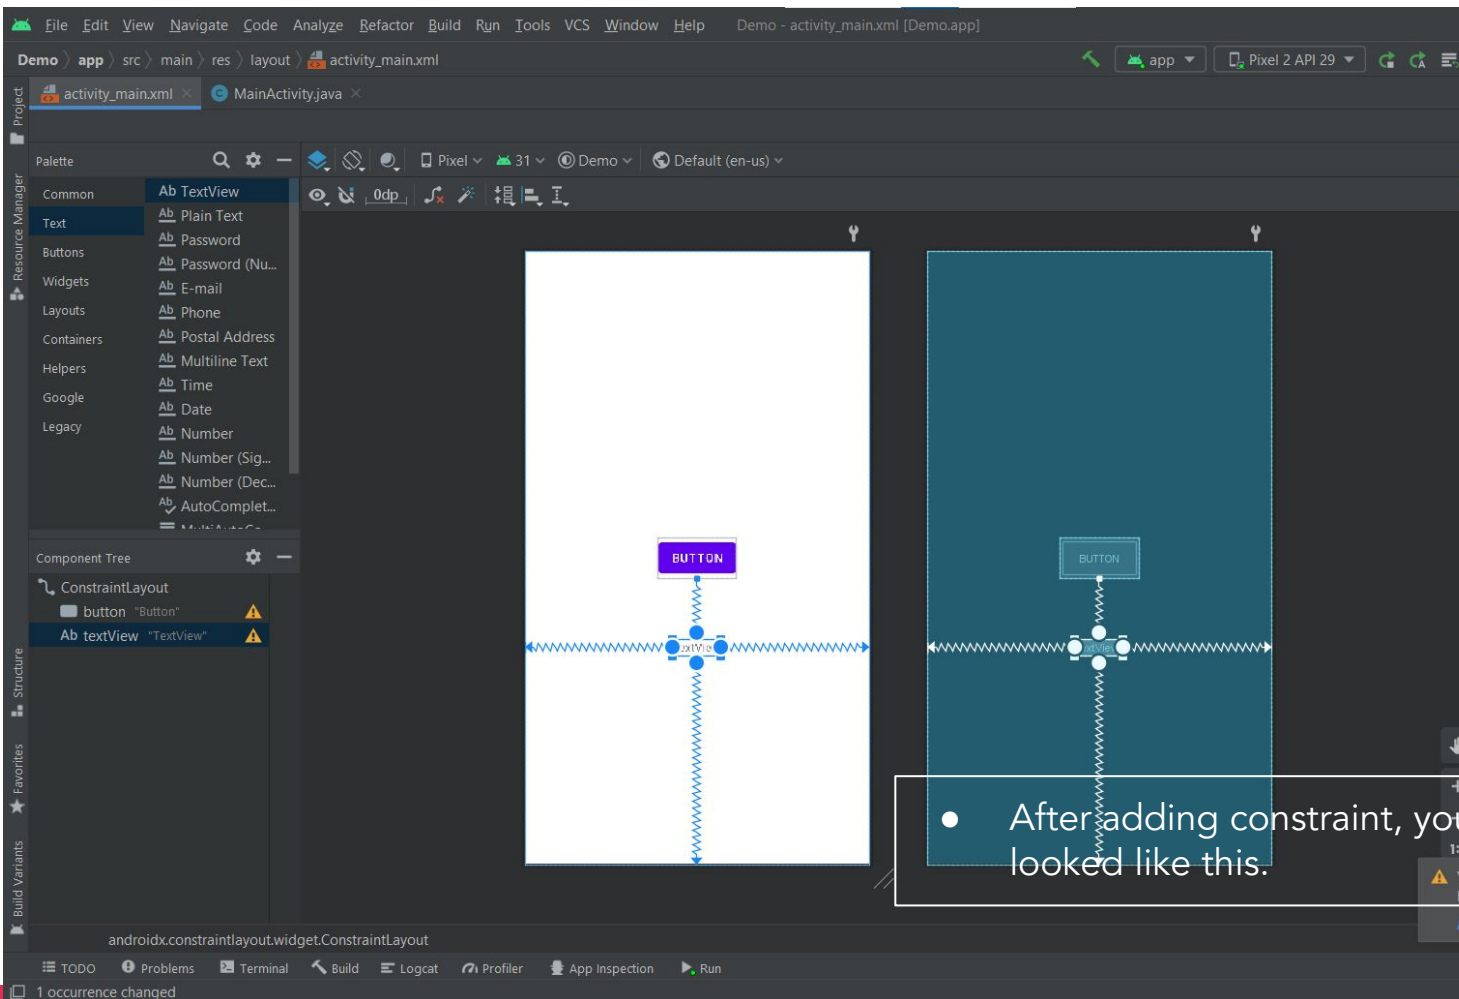 File Edit View Navigate Code Analyze Refactor Build Run Tools VCS Window Help Demo - activity_main.xml [Demo.app]
Demo app src main res layout activity_main.xml app Pixel 2 API 29
activity_main.xml MainActivity.java
Project
Resource Manager
Structure
Favorites
Build Variants
Palette
Common
Text
Buttons
Widgets
Layouts
Containers
Helpers
Google
Legacy
Ab TextView
Ab Plain Text
Ab Password
Ab Password (Nu...
Ab E-mail
Ab Phone
Ab Postal Address
Ab Multiline Text
Ab Time
Ab Date
Ab Number
Ab Number (Sig...
Ab Number (Dec...
Ab AutoComplet...
Pixel 31 Demo Default (en-us)
0dp
BUTTON
BUTTON
Component Tree
ConstraintLayout
button "Button"
Ab textView "TextView"
● After adding constraint, you
looked like this.
androidx.constraintlayout.widget.ConstraintLayout
TODO Problems Terminal Build Logcat Profiler App Inspection Run
1 occurrence changed